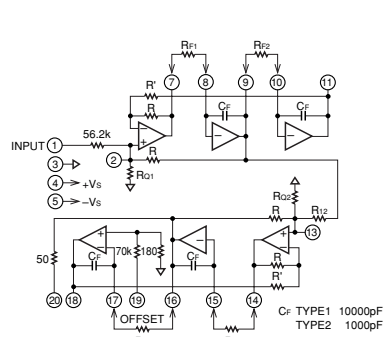 RF1
RF2
R'
7
8
9
10
11
R
CF
CF
56.2k
INPUT 1
2
R
3
RQ1
4 +VS
5 −VS
RQ2
R
R12
13
50
70k
180
CF
CF
R
R'
20
18
17
19
16
15
14
OFFSET
CF TYPE1 10000pF
TYPE2 1000pF